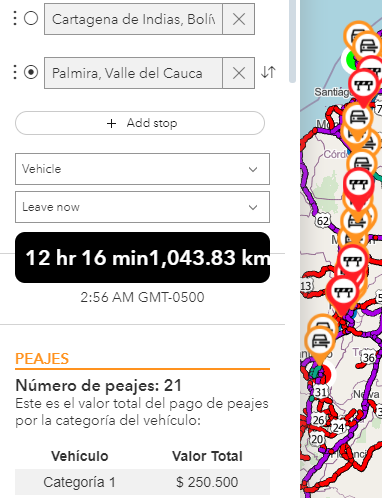 Cartagena de Indias, Bolív
Palmira, Valle del Cauca
+ Add stop
Vehicle
Leave now
12 hr 16 min1,043.83 km
2:56 AM GMT-0500
PEAJES
Número de peajes: 21
Este es el valor total del pago de peajes
por la categoría del vehículo:
Vehículo Valor Total
Categoría 1 $ 250.500
Santiag
Córdo
62
36
31
26
24
20
Neiva